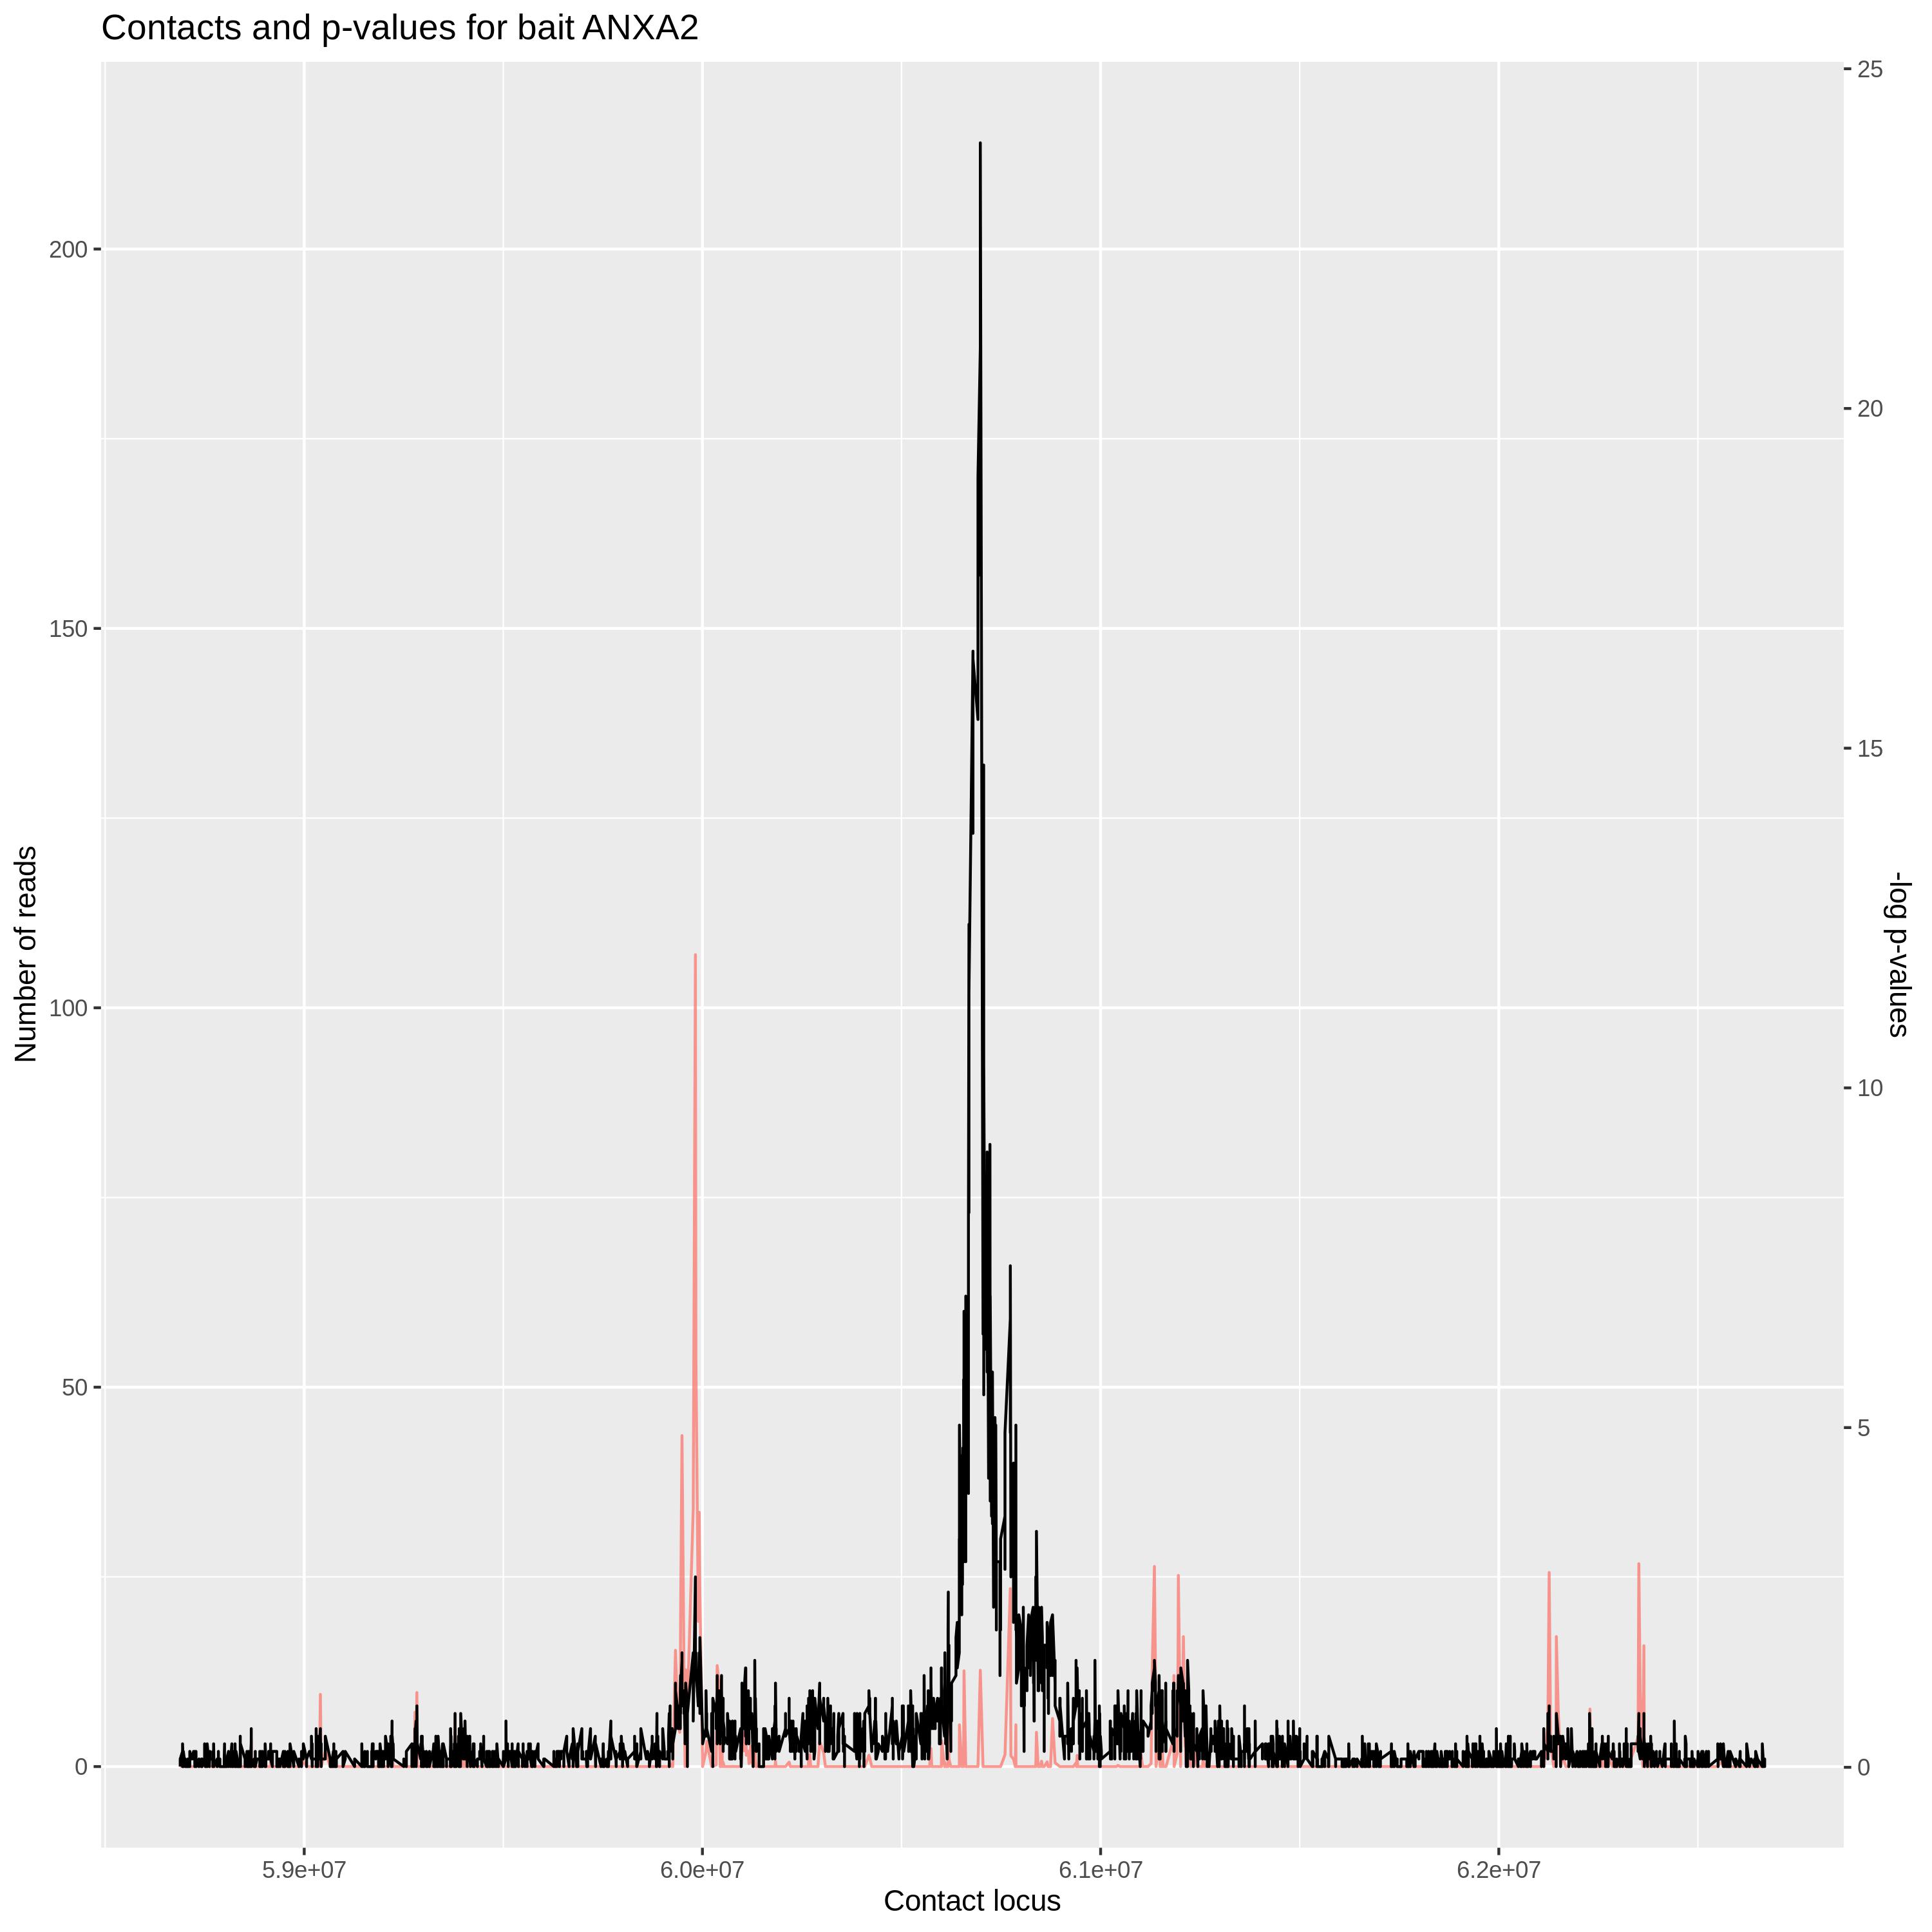 Contacts and p-values for bait ANXA2
25
200
20
150
15
Number of reads
-log p-values
100
10
50
5
0
0
5.9e+07
6.0e+07
6.1e+07
6.2e+07
Contact locus